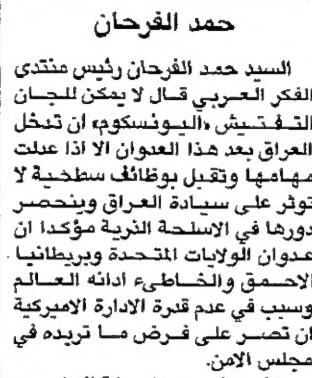 حمد الفرحان
السيد حمد الفرحان رئيس منتدى
الفكر العربي قال لا يمكن للجان
التفتيش «اليونسكوم» ان تدخل
العراق بعد هذا العدوان الا اذا عدلت
مهامها وتقبل بوظائف سطحية لا
توثر على سيادة العراق وينحصر
دورها في الاسلحة الذرية مؤكدا ان
عدوان الولايات المتحدة وبريطانيا
الاحمق والخاطىء ادانه العالم
وسبب في عدم قدرة الادارة الاميركية
ان تصر على فرض ما تريده في
مجلس الامن.